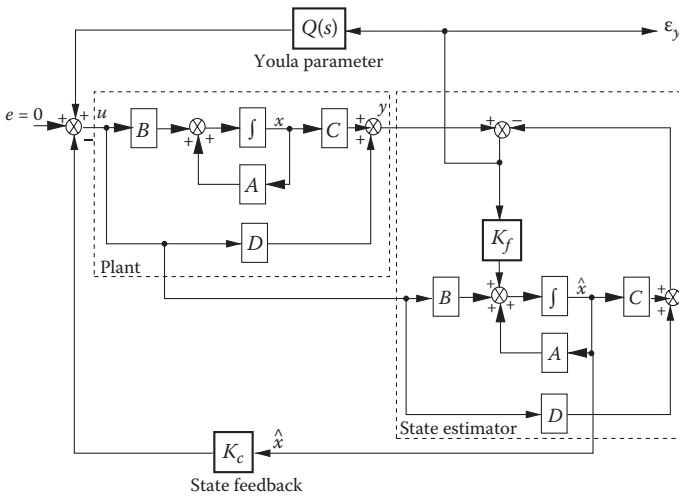 Q(s)
ε_y
Youla parameter
e = 0
+
+
−
u
B
+
+
∫
x
C
+
+
y
A
D
Plant
+
−
K_f
B
+
+
+
∫
x̂
C
+
+
A
D
State estimator
K_c
x̂
State feedback